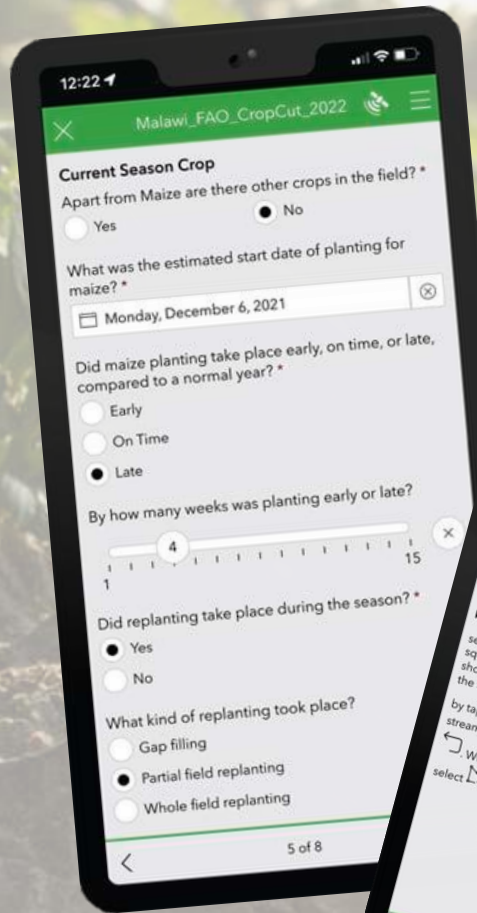 12:22
Malawi_FAO_CropCut_2022
Current Season Crop
Apart from Maize are there other crops in the field? *
Yes
No
What was the estimated start date of planting for
maize? *
Monday, December 6, 2021
Did maize planting take place early, on time, or late,
compared to a normal year? *
Early
On Time
Late
By how many weeks was planting early or late?
4
1
15
Did replanting take place during the season? *
Yes
No
What kind of replanting took place?
Gap filling
Partial field replanting
Whole field replanting
5 of 8
the
by
select